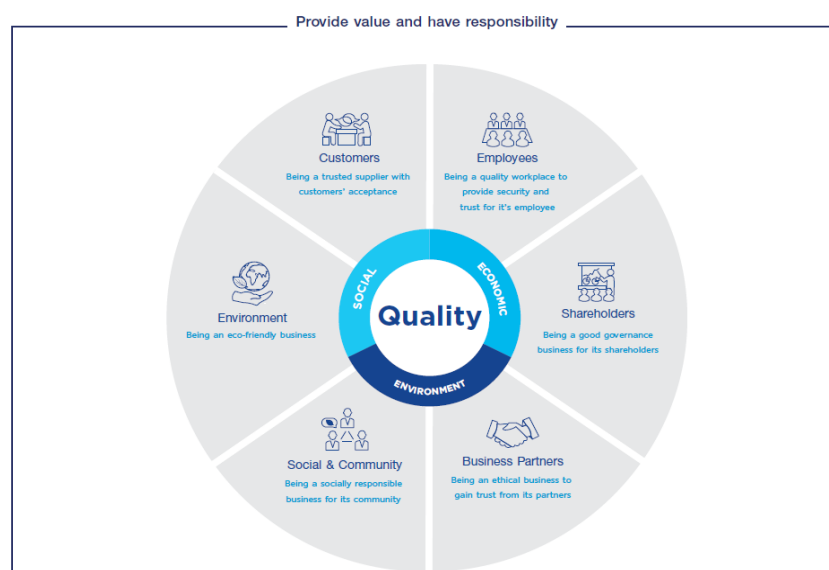 Provide value and have responsibility
Customers
Being a trusted supplier with
customers' acceptance
Employees
Being a quality workplace to
provide security and
trust for it's employee
Environment
Being an eco-friendly business
SOCIAL
ECONOMIC
Quality
ENVIRONMENT
Shareholders
Being a good governance
business for its shareholders
Social & Community
Being a socially responsible
business for its community
Business Partners
Being an ethical business to
gain trust from its partners